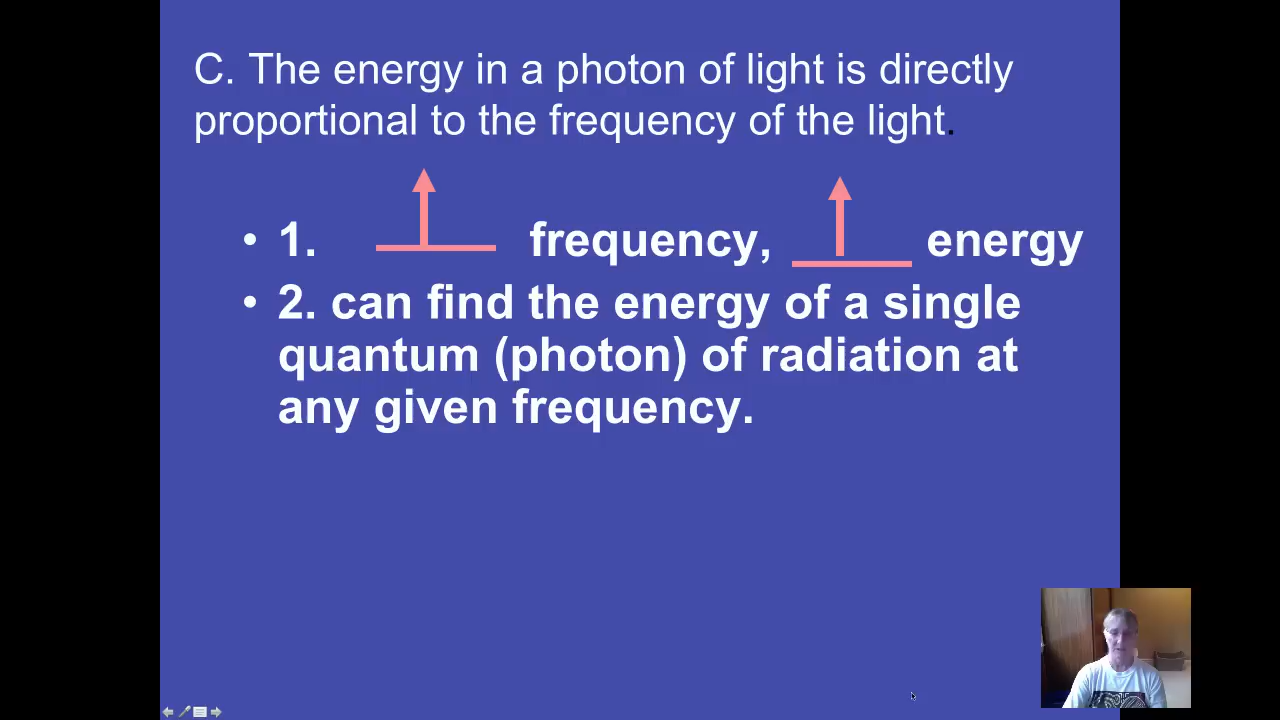 C. The energy in a photon of light is directly
proportional to the frequency of the light.
• 1. frequency, energy
• 2. can find the energy of a single
quantum (photon) of radiation at
any given frequency.